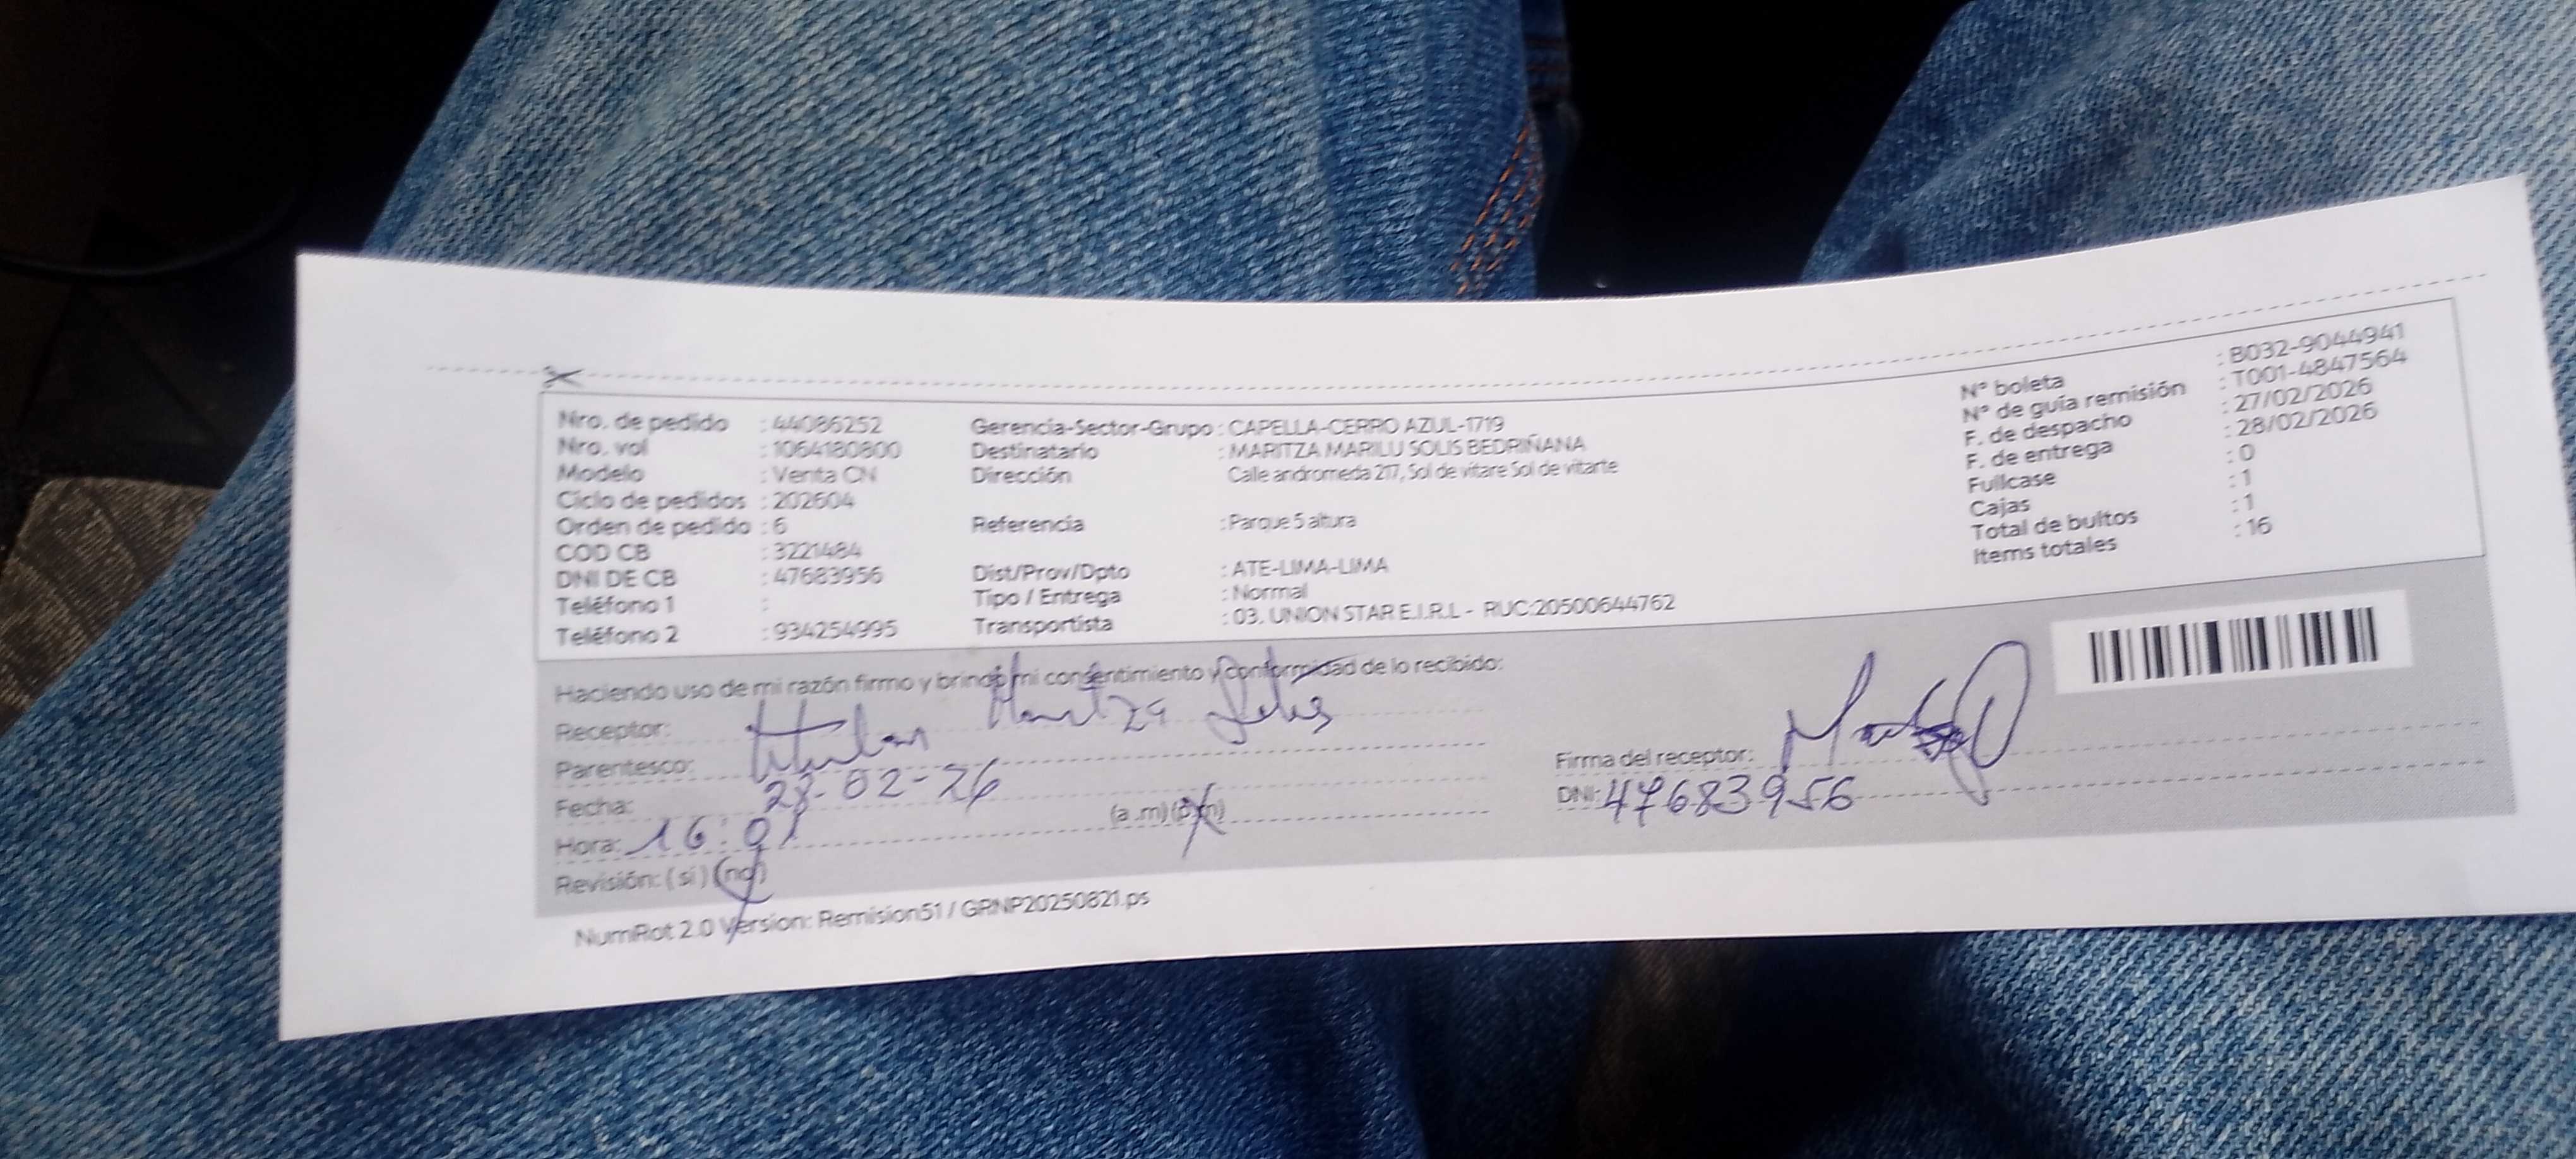 Nro. de pedido : 44086252
Nro. vol : 1064180800
Modelo : Venta CN
Ciclo de pedidos : 202604
Orden de pedido : 6
COD CB : 3221484
DNI DE CB : 47683956
Teléfono 1 :
Teléfono 2 : 934254995
Gerencia-Sector-Grupo : CAPELLA-CERRO AZUL-1719
Destinatario : MARITZA MARILU SOLIS BEDRIÑANA
Dirección Calle andromeda 217, Sol de vitare Sol de vitarte
Referencia : Parque 5 altura
Dist/Prov/Dpto : ATE-LIMA-LIMA
Tipo / Entrega : Normal
Transportista : 03. UNION STAR E.I.R.L - RUC:20500644762
N° boleta : B032-9044941
N° de guía remisión : T001-4847564
F. de despacho : 27/02/2026
F. de entrega : 28/02/2026
Fullcase : 0
Cajas : 1
Total de bultos : 1
Items totales : 16
Haciendo uso de mi razón firmo y brindo mi consentimiento y conformidad de lo recibido:
Receptor: Maritza Solis
Parentesco: titular
Fecha: 28-02-26
Hora: 16:01 (a.m) (p.m)
Revisión: (si) (no)
Firma del receptor:
DNI: 47683956
NumRot 2.0 Version: Remision51 / GRNP20250821.ps